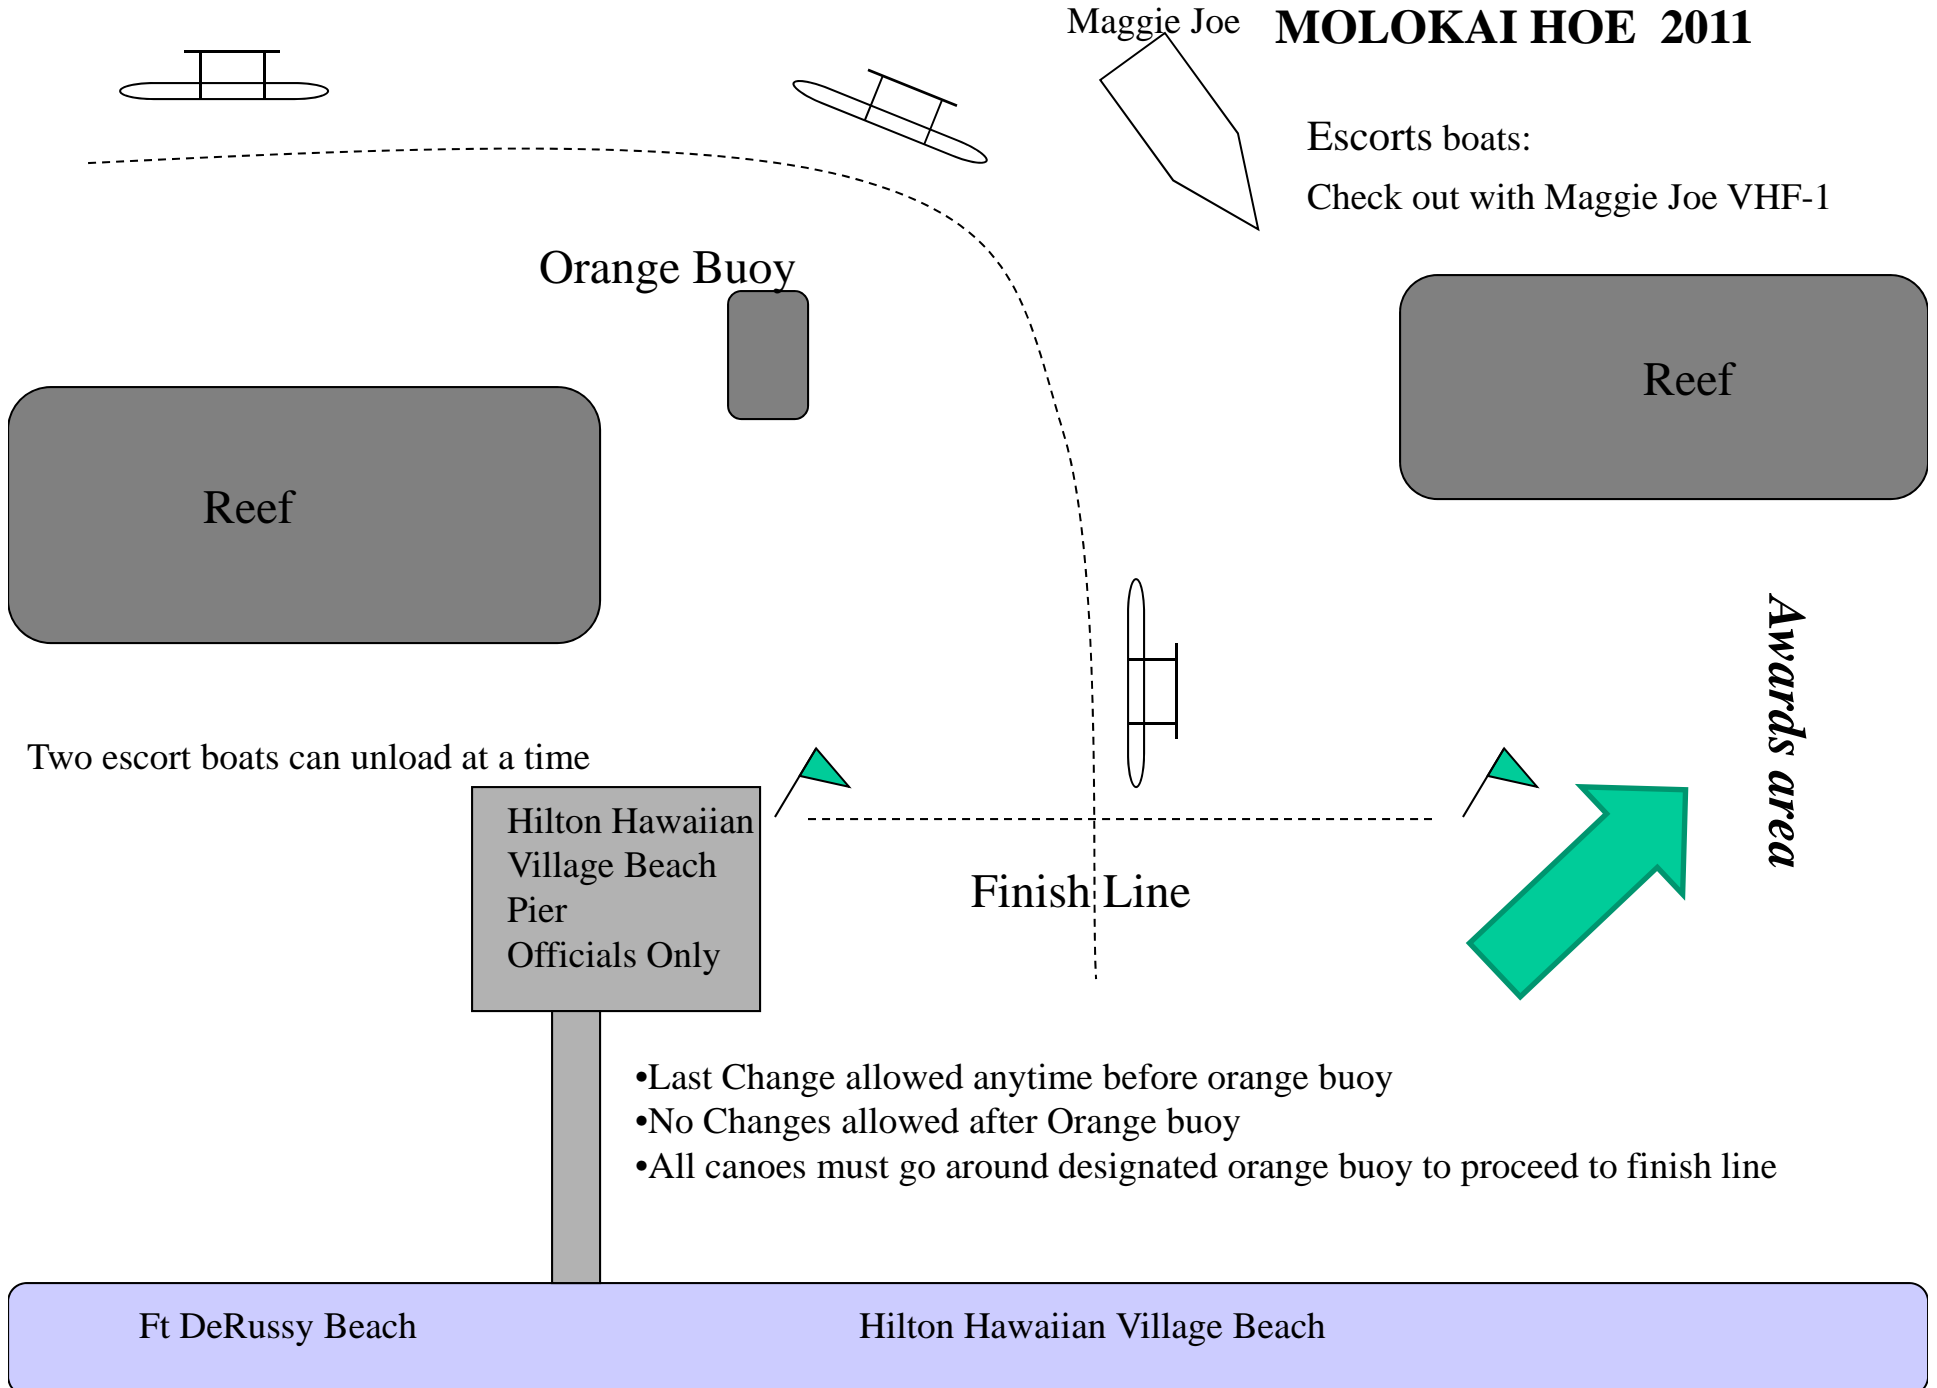 Maggie Joe
MOLOKAI HOE 2011
Escorts boats:
Check out with Maggie Joe VHF-1
Orange Buoy
Reef
Reef
Awards area
Two escort boats can unload at a time
Hilton Hawaiian
Village Beach
Pier
Officials Only
Finish Line
•Last Change allowed anytime before orange buoy
•No Changes allowed after Orange buoy
•All canoes must go around designated orange buoy to proceed to finish line
Ft DeRussy Beach
Hilton Hawaiian Village Beach